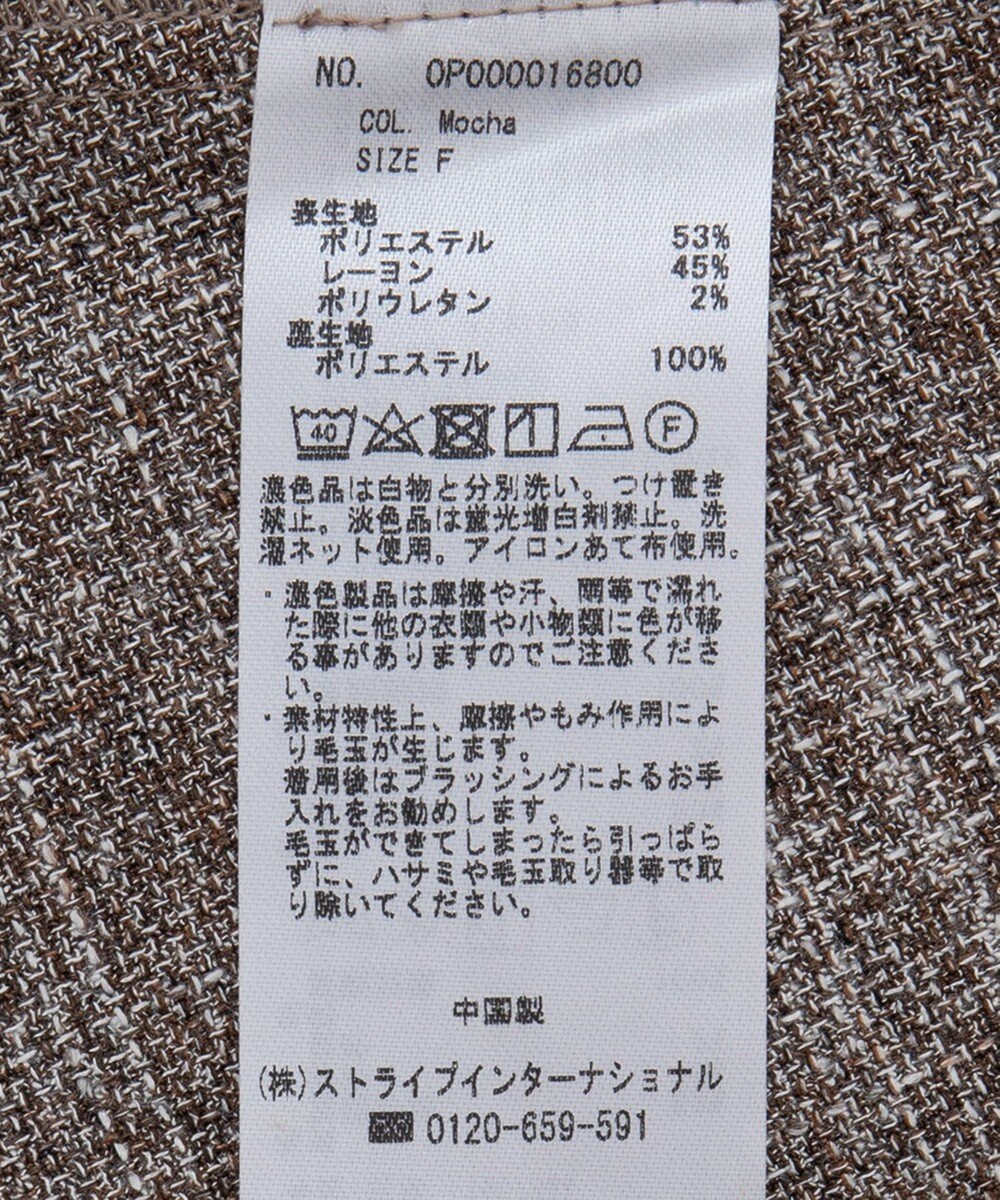 NO. OP000016800
COL. Mocha
SIZE F
表生地
ポリエステル 53%
レーヨン 45%
ポリウレタン 2%
裏生地
ポリエステル 100%
40 F
濃色品は白物と分別洗い。つけ置き
禁止。淡色品は蛍光増白剤禁止。洗
濯ネット使用。アイロンあて布使用。
・濃色製品は摩擦や汗、雨等で濡れ
た際に他の衣類や小物類に色が移
る事がありますのでご注意くださ
い。
・素材特性上、摩擦やもみ作用によ
り毛玉が生じます。
着用後はブラッシングによるお手
入れをお勧めします。
毛玉ができてしまったら引っぱら
ずに、ハサミや毛玉取り器等で取
り除いてください。
中国製
(株)ストライプインターナショナル
0120-659-591